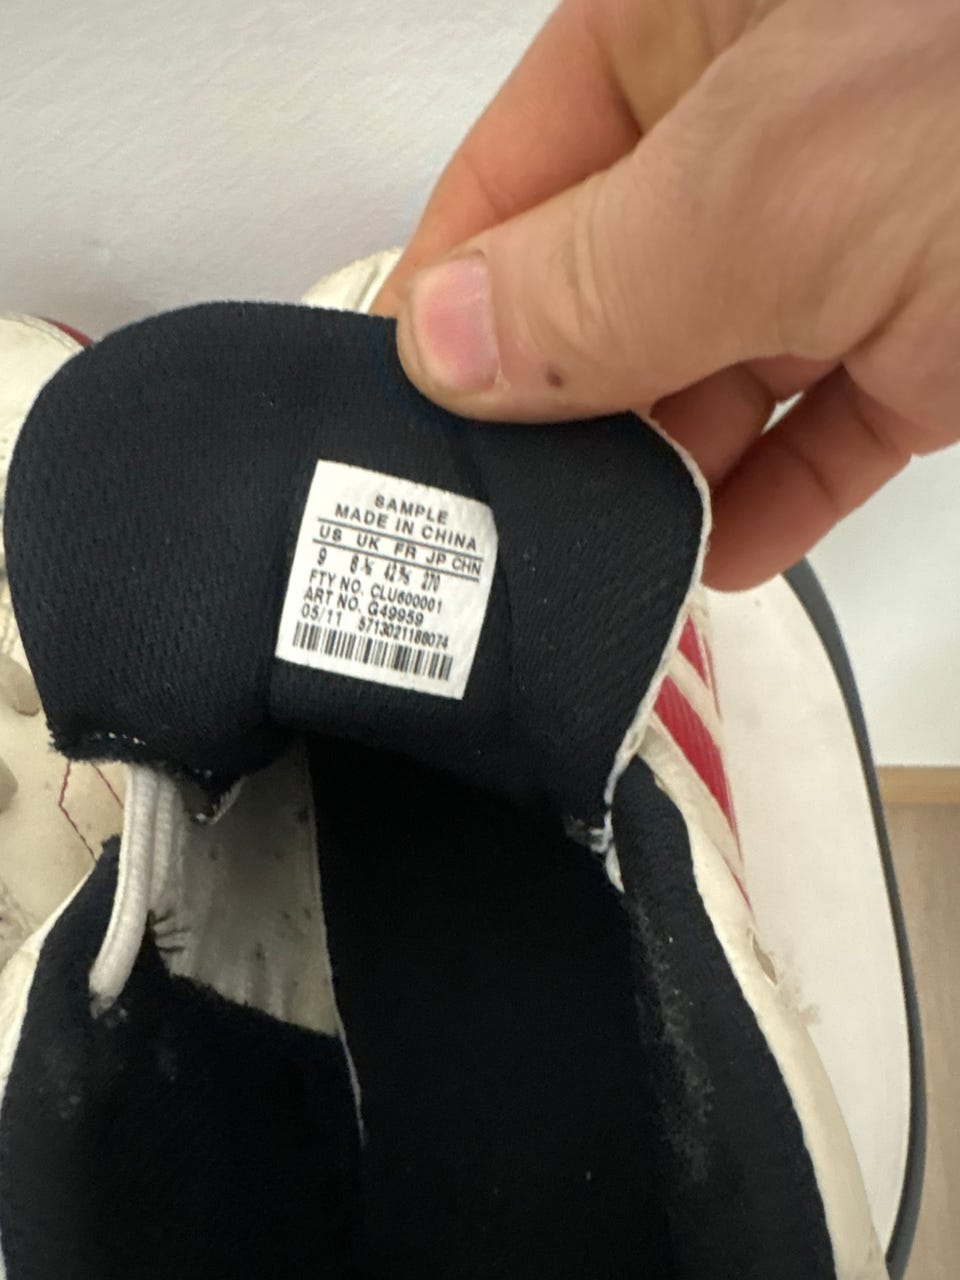 SAMPLE
MADE IN CHINA
US UK FR JP CHN
9 8½ 42⅔ 270
FTY NO. CLU600001
ART NO. G49959
05/11 5713021188074